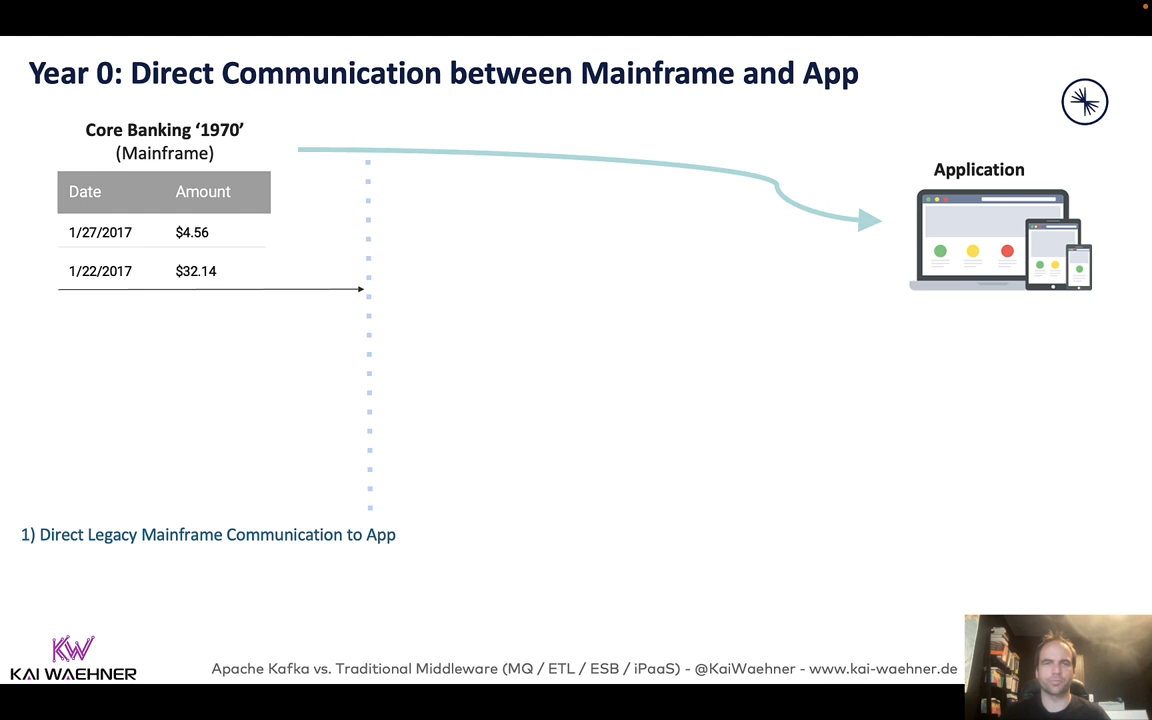 Year 0: Direct Communication between Mainframe and App
Core Banking ‘1970’
(Mainframe)
Date Amount
1/27/2017 $4.56
1/22/2017 $32.14
Application
1) Direct Legacy Mainframe Communication to App
KW
KAI WAEHNER
Apache Kafka vs. Traditional Middleware (MQ / ETL / ESB / iPaaS) - @KaiWaehner - www.kai-waehner.de